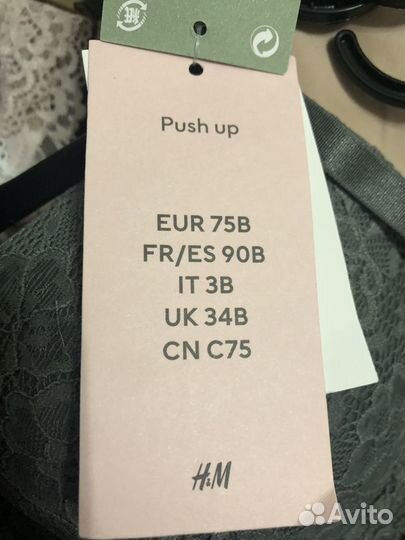 Push up
EUR 75B
FR/ES 90B
IT 3B
UK 34B
CN C75
H&M
Avito